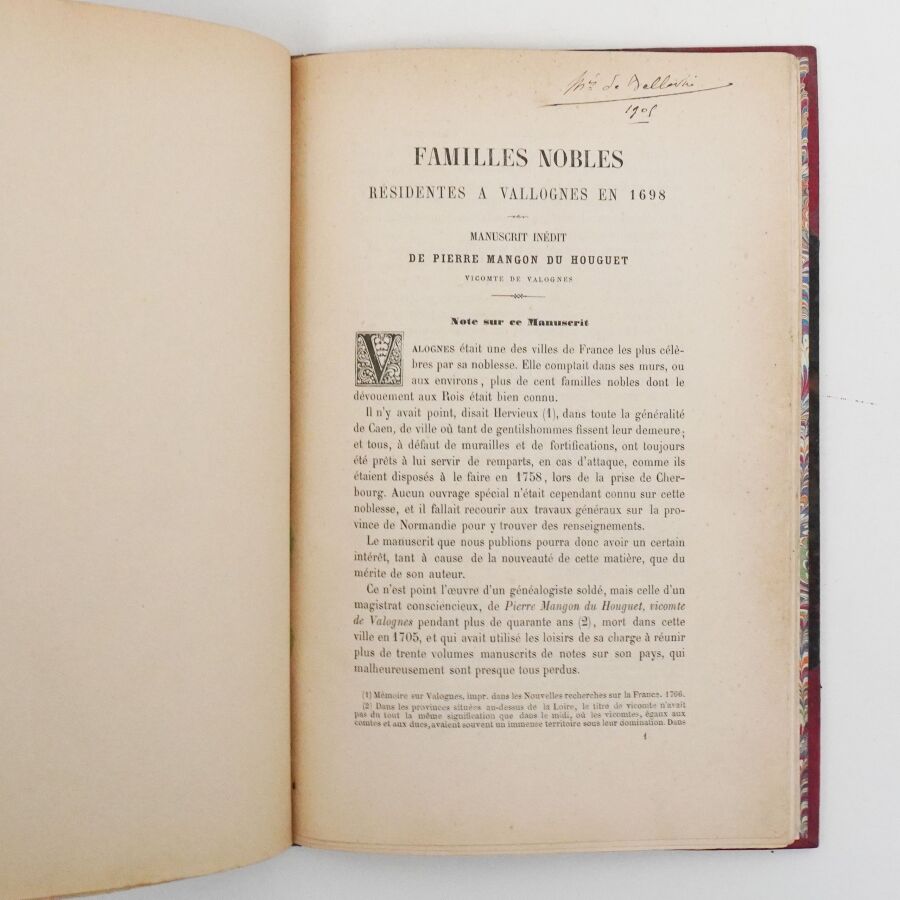 de
1905
FAMILLES NOBLES
RESIDENTES A VALLOGNES EN 1698
MANUSCRIT INÉDIT
DE PIERRE MANGON DU HOUGUET
VICOMTE DE VALOGNES
Note sur ce Manuscrit
VALOGNES était une des villes de France les plus célè-
bres par sa noblesse. Elle comptait dans ses murs, ou
aux environs, plus de cent familles nobles dont le
dévouement aux Rois était bien connu.
Il n'y avait point, disait Hervieux (1), dans toute la généralité
de Caen, de ville où tant de gentilshommes fissent leur demeure;
et tous, à défaut de murailles et de fortifications, ont toujours
été prêts à lui servir de remparts, en cas d'attaque, comme ils
étaient disposés à le faire en 1758, lors de la prise de Cher-
bourg. Aucun ouvrage spécial n'était cependant connu sur cette
noblesse, et il fallait recourir aux travaux généraux sur la pro-
vince de Normandie pour y trouver des renseignements.
Le manuscrit que nous publions pourra donc avoir un certain
intérêt, tant à cause de la nouveauté de cette matière, que du
mérite de son auteur.
Ce n'est point l'œuvre d'un généalogiste soldé, mais celle d'un
magistrat consciencieux, de Pierre Mangon du Houguet, vicomte
de Valognes pendant plus de quarante ans (2), mort dans cette
ville en 1705, et qui avait utilisé les loisirs de sa charge à réunir
plus de trente volumes manuscrits de notes sur son pays, qui
malheureusement sont presque tous perdus.
(1) Mémoire sur Valognes, impr. dans les Nouvelles recherches sur la France. 1766.
(2) Dans les provinces situées au-dessus de la Loire, le titre de vicomte n'avait
pas du tout la même signification que dans le midi, où les vicomtes, égaux aux
comtes et aux ducs, avaient souvent un immense territoire sous leur domination. Dans
1